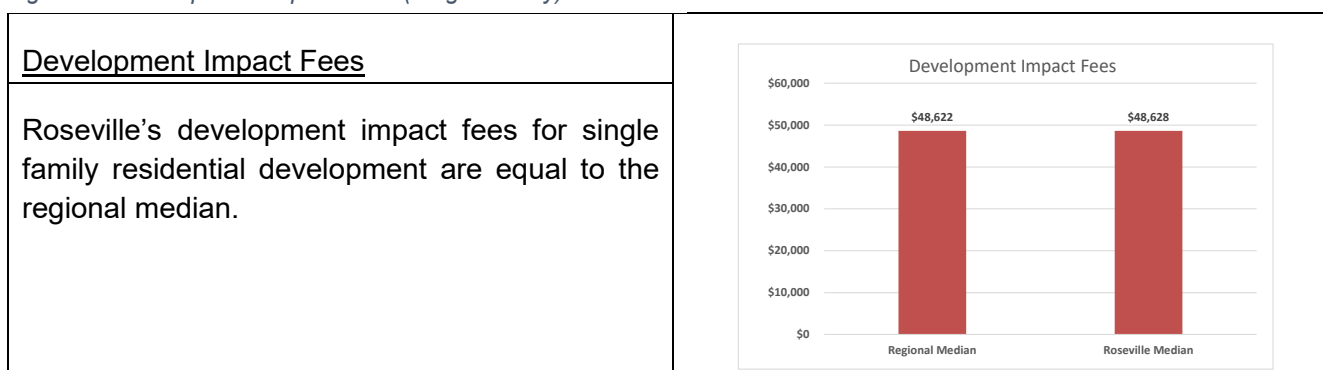 Development Impact Fees
Roseville’s development impact fees for single
family residential development are equal to the
regional median.
Development Impact Fees
$60,000
$50,000
$40,000
$30,000
$20,000
$10,000
$0
$48,622
$48,628
Regional Median
Roseville Median